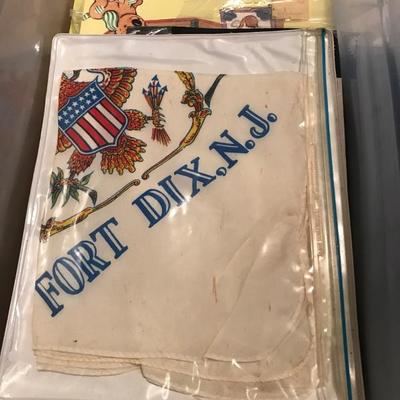 FORT DIX, N.J.